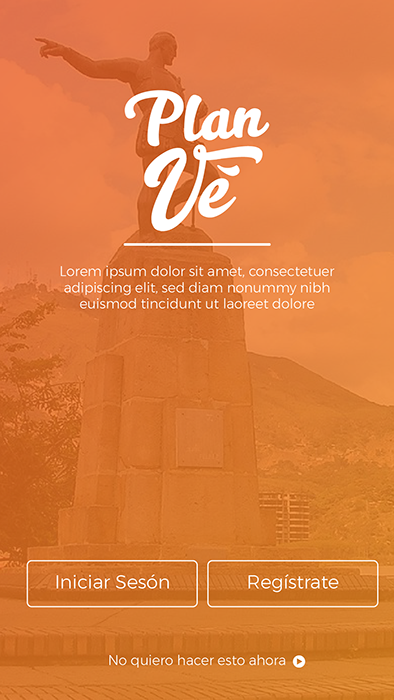 Plan
Vè
Lorem ipsum dolor sit amet, consectetuer
adipiscing elit, sed diam nonummy nibh
euismod tincidunt ut laoreet dolore
Iniciar Sesón
Regístrate
No quiero hacer esto ahora